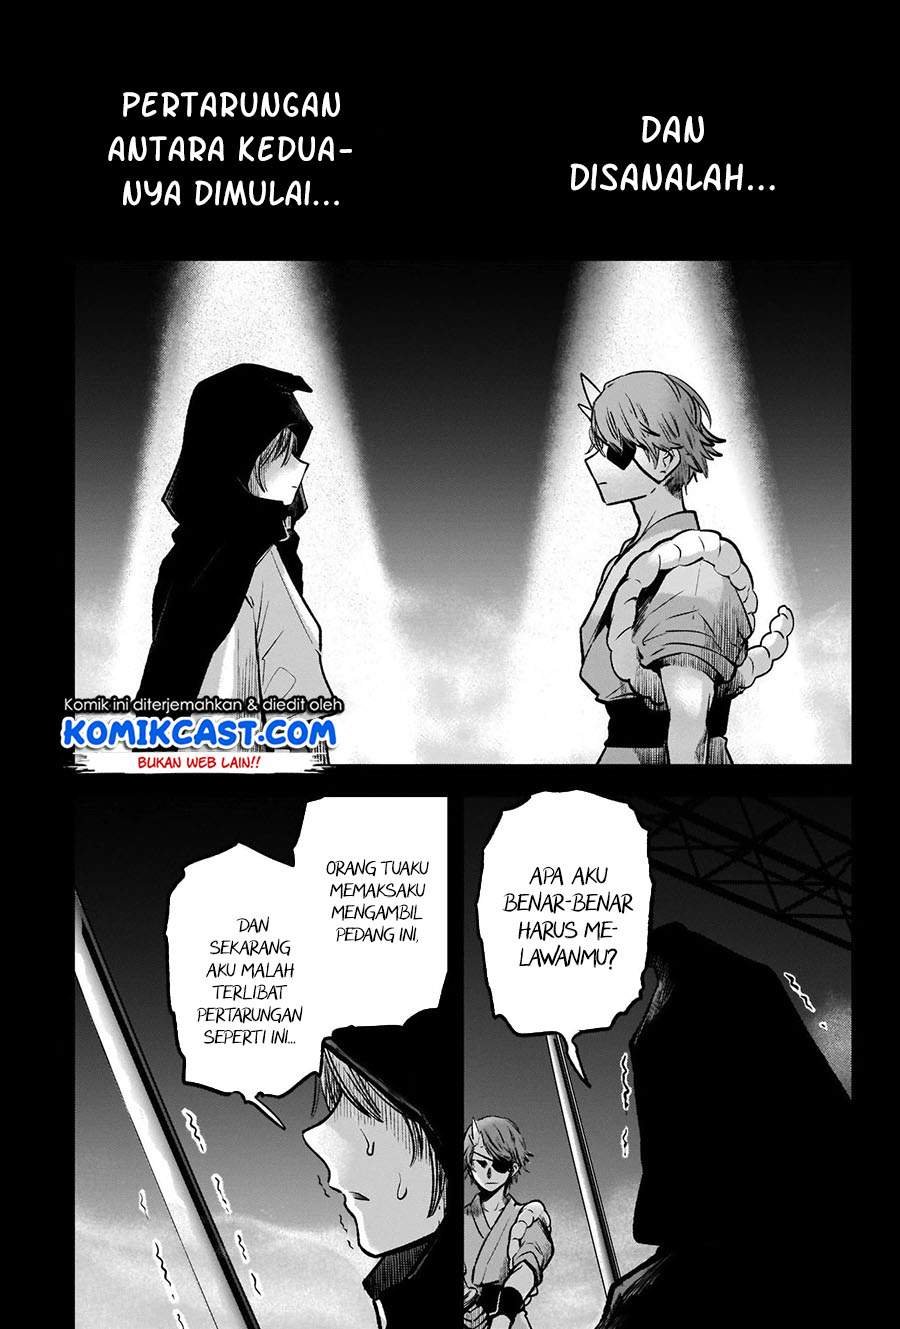 DAN
DISANALAH...
PERTARUNGAN
ANTARA KEDUA-
NYA DIMULAI...
Komik ini diterjemahkan & diedit oleh
KOMIKCAST.COM
BUKAN WEB LAIN!!
APA AKU
BENAR-BENAR
HARUS ME-
LAWANMU?
ORANG TUAKU
MEMAKSAKU
MENGAMBIL
PEDANG INI,
DAN
SEKARANG
AKU MALAH
TERLIBAT
PERTARUNGAN
SEPERTI INI...